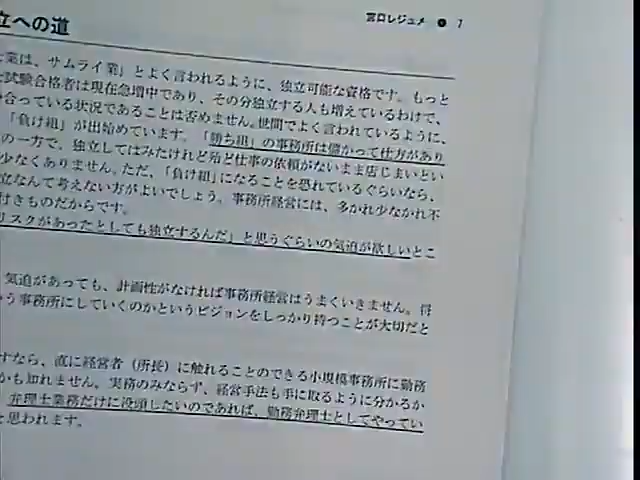 宮口レジュメ ● 7
立への道
業は、サムライ業」とよく言われるように、独立可能な資格です。もっと
試験合格者は現在急増中であり、その分独立する人も増えているわけで、
合っている状況であることは否めません。世間でよく言われているように、
「負け組」が出始めています。「勝ち組」の事務所は儲かって仕方があり
の一方で、独立してはみたけれど殆ど仕事の依頼がないまま店じまいとい
少なくありません。ただ、「負け組」になることを恐れているぐらいなら、
立なんて考えない方がよいでしょう。事務所経営には、多かれ少なかれ不
付きものだからです。
リスクがあったとしても独立するんだ」と思うぐらいの気迫が欲しいとこ
気迫があっても、計画性がなければ事務所経営はうまくいきません。得
う事務所にしていくのかというビジョンをしっかり持つことが大切だと
すなら、直に経営者（所長）に触れることのできる小規模事務所に勤務
かも知れません。実務のみならず、経営手法も手に取るように分かるか
弁理士業務だけに没頭したいのであれば、勤務弁理士としてやってい
思われます。